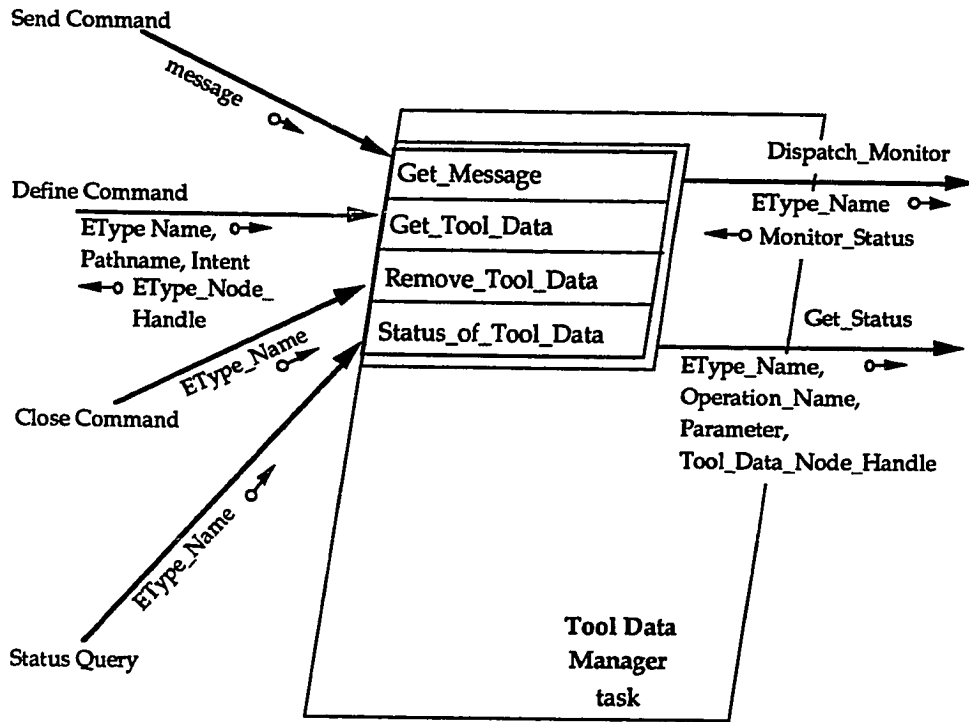 Send Command
message
Define Command
EType Name,
Pathname, Intent
EType_Node_
Handle
EType_Name
Close Command
EType_Name
Status Query
Get_Message
Get_Tool_Data
Remove_Tool_Data
Status_of_Tool_Data
Dispatch_Monitor
EType_Name
Monitor_Status
Get_Status
EType_Name,
Operation_Name,
Parameter,
Tool_Data_Node_Handle
Tool Data
Manager
task